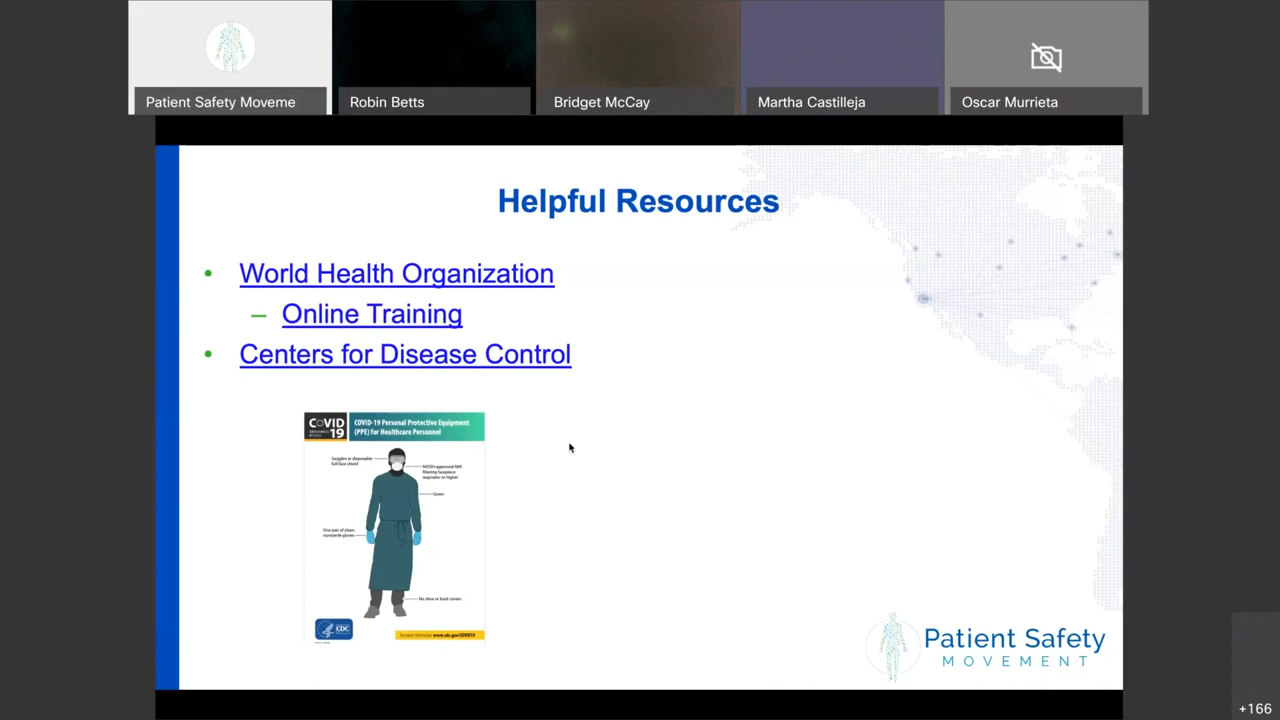 Patient Safety Moveme
Robin Betts
Bridget McCay
Martha Castilleja
Oscar Murrieta
Helpful Resources
• World Health Organization
– Online Training
• Centers for Disease Control
COVID 19
COVID-19 Personal Protective Equipment
(PPE) for Healthcare Personnel
Goggles or disposable
full-face shield
NIOSH-approved N95
filtering facepiece
respirator or higher
Gown
One pair of clean,
nonsterile gloves
No shoe or boot covers
CDC
For more information: www.cdc.gov/COVID19
Patient Safety
MOVEMENT
+166